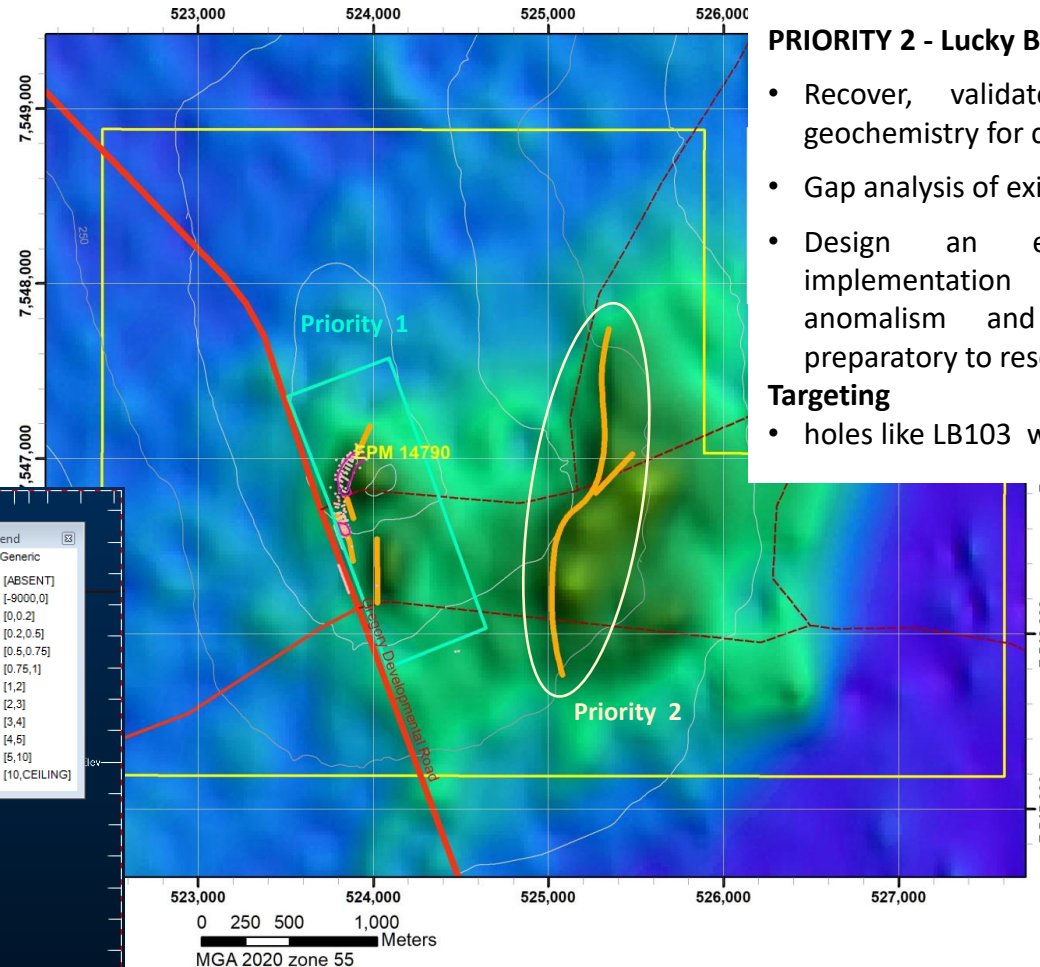 523,000 524,000 525,000 526,000
7,549,000
7,548,000
7,547,000
250
Priority 1
EPM 14790
Gregory Developmental Road
Priority 2
523,000 524,000 525,000 526,000 527,000
0 250 500 1,000
Meters
MGA 2020 zone 55
PRIORITY 2 - Lucky B
• Recover, validate
geochemistry for
• Gap analysis of exi
• Design an e
implementation
anomalism and
preparatory to res
Targeting
• holes like LB103 w
end
Generic
[ABSENT]
[-9000,0]
[0,0.2]
[0.2,0.5]
[0.5,0.75]
[0.75,1]
[1,2]
[2,3]
[3,4]
[4,5]
[5,10]
[10,CEILING]